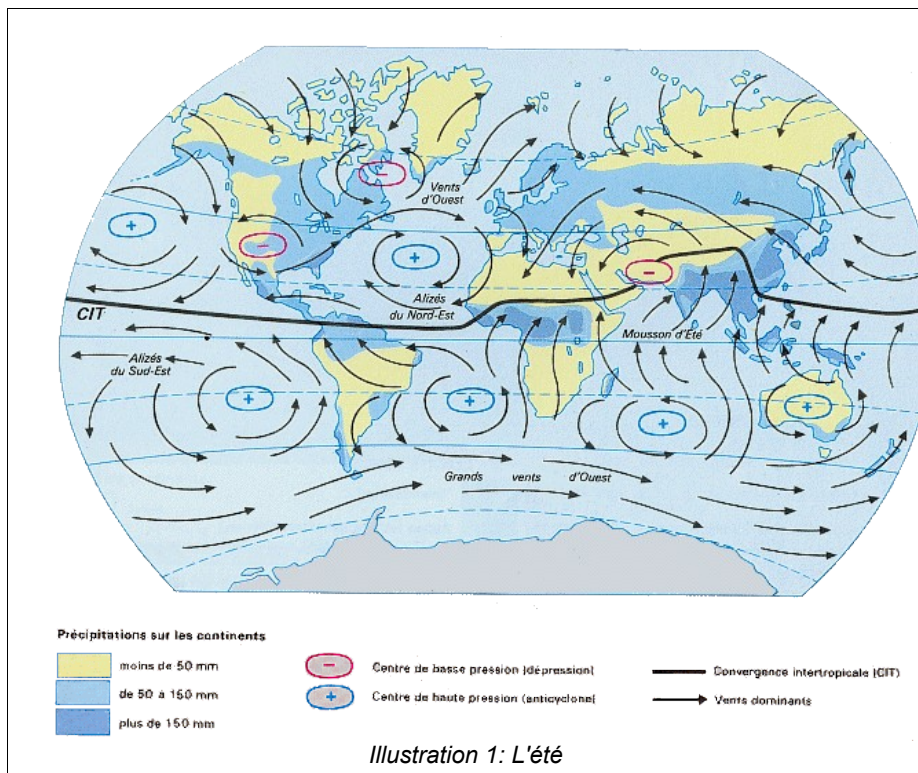 Vents
d'Ouest
CIT
Alizés
du Nord-Est
Mousson d'Eté
Alizés
du Sud-Est
Grands vents d'Ouest
Précipitations sur les continents
moins de 50 mm
de 50 à 150 mm
plus de 150 mm
Centre de basse pression (dépression)
Centre de haute pression (anticyclone)
Convergence intertropicale (CIT)
Vents dominants
Illustration 1: L'été